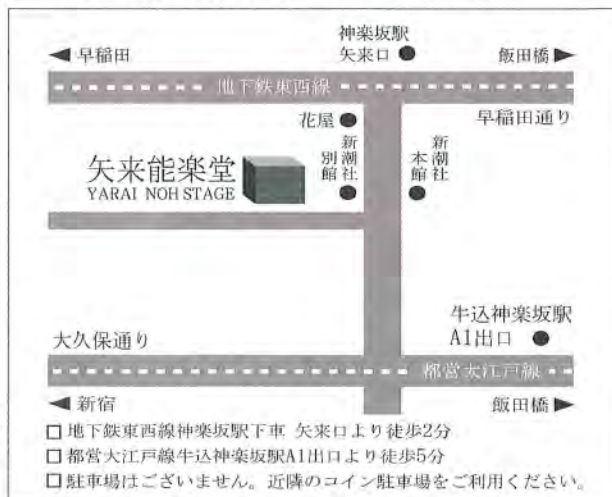 神楽坂駅
◀ 早稲田
矢来口 ●
飯田橋 ▶
地下鉄東西線
早稲田通り
花屋 ●
新潮社
別館
新潮社
本館
矢来能楽堂
YARAI NOH STAGE
牛込神楽坂駅
A1出口 ●
大久保通り
都営大江戸線
◀ 新宿
飯田橋 ▶
□ 地下鉄東西線神楽坂駅下車 矢来口より徒歩2分
□ 都営大江戸線牛込神楽坂駅A1出口より徒歩5分
□ 駐車場はございません。近隣のコイン駐車場をご利用ください。